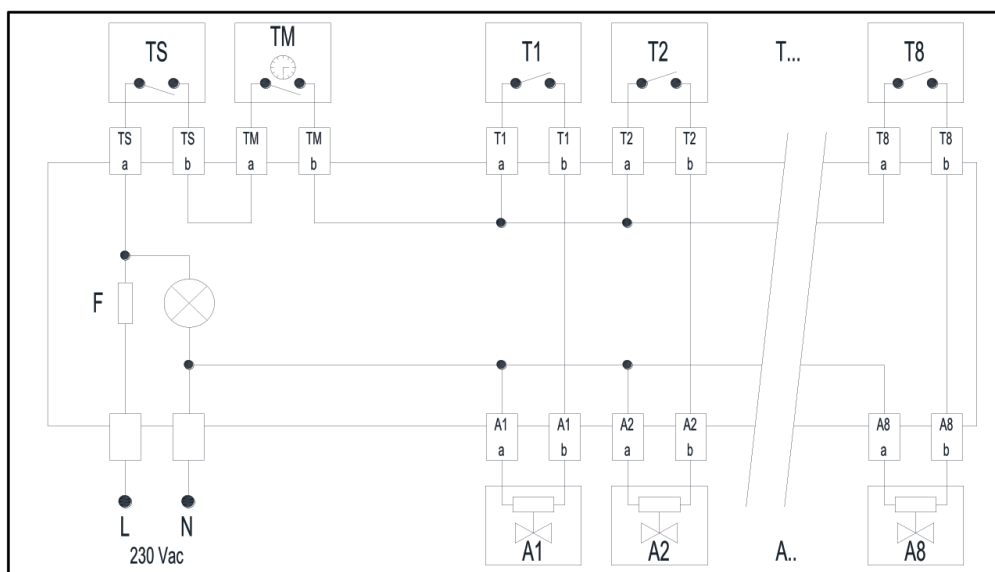 TS TM T1 T2 T... T8
TS TS TM TM T1 T1 T2 T2 T8 T8
a b a b a b a b a b
F
A1 A1 A2 A2 A8 A8
a b a b a b
L N
230 Vac
A1 A2 A.. A8